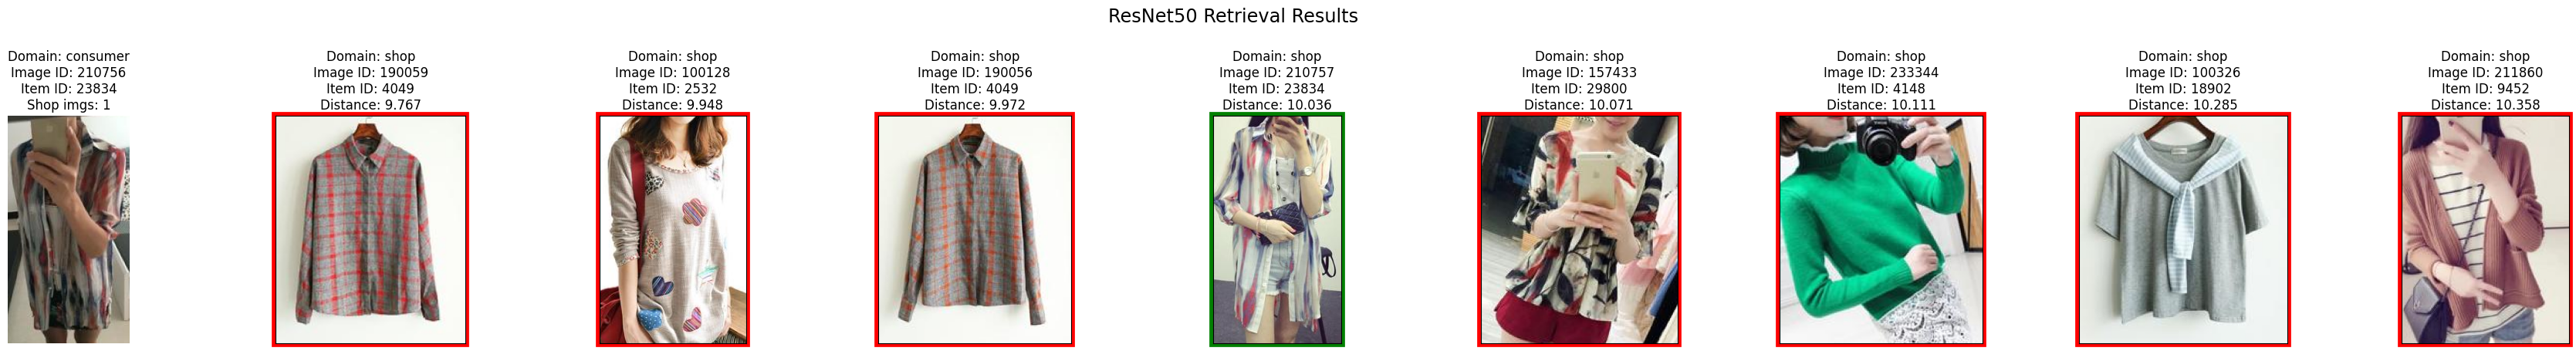 ResNet50 Retrieval Results
Domain: consumer
Image ID: 210756
Item ID: 23834
Shop imgs: 1
Domain: shop
Image ID: 190059
Item ID: 4049
Distance: 9.767
Domain: shop
Image ID: 100128
Item ID: 2532
Distance: 9.948
Domain: shop
Image ID: 190056
Item ID: 4049
Distance: 9.972
Domain: shop
Image ID: 210757
Item ID: 23834
Distance: 10.036
Domain: shop
Image ID: 157433
Item ID: 29800
Distance: 10.071
Domain: shop
Image ID: 233344
Item ID: 4148
Distance: 10.111
Domain: shop
Image ID: 100326
Item ID: 18902
Distance: 10.285
Domain: shop
Image ID: 211860
Item ID: 9452
Distance: 10.358